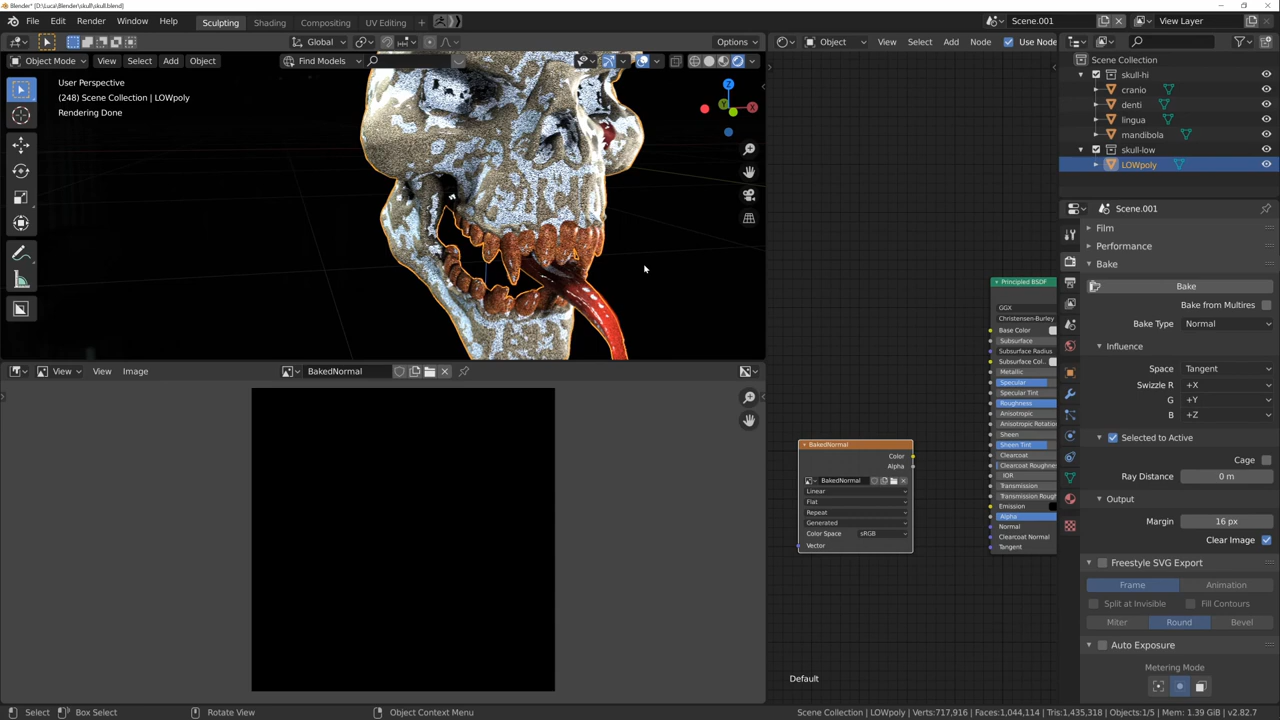 Blender* [D:\Luca\Blender\skull\skull.blend]
File Edit Render Window Help Sculpting Shading Compositing UV Editing Scene.001 View Layer
Global Options Object View Select Add Node Use Node
Object Mode View Select Add Object Find Models
User Perspective
(248) Scene Collection | LOWpoly
Rendering Done
Z
Y
X
Scene Collection
skull-hi
cranio
denti
lingua
mandibola
skull-low
LOWpoly
Scene.001
Film
Performance
Bake
Bake
Bake from Multires
Bake Type Normal
Influence
Space Tangent
Swizzle R +X
G +Y
B +Z
Selected to Active
Cage
Ray Distance 0 m
Output
Margin 16 px
Clear Image
Freestyle SVG Export
Frame Animation
Split at Invisible Fill Contours
Miter Round Bevel
Auto Exposure
Metering Mode
Principled BSDF
GGX
Christensen-Burley
Base Color
Subsurface
Subsurface Radius
Subsurface Col..
Metallic
Specular
Specular Tint
Roughness
Anisotropic
Anisotropic Rotatio
Sheen
Sheen Tint
Clearcoat
Clearcoat Roughne
IOR
Transmission
Transmission Rough
Emission
Alpha
Normal
Clearcoat Normal
Tangent
BakedNormal
Color
Alpha
BakedNormal
Linear
Flat
Repeat
Generated
Color Space sRGB
Vector
Default
View View Image BakedNormal
Select Box Select Rotate View Object Context Menu
Scene Collection | LOWpoly | Verts:717,916 | Faces:1,044,114 | Tris:1,435,318 | Objects:1/5 | Mem: 1.39 GiB | v2.82.7